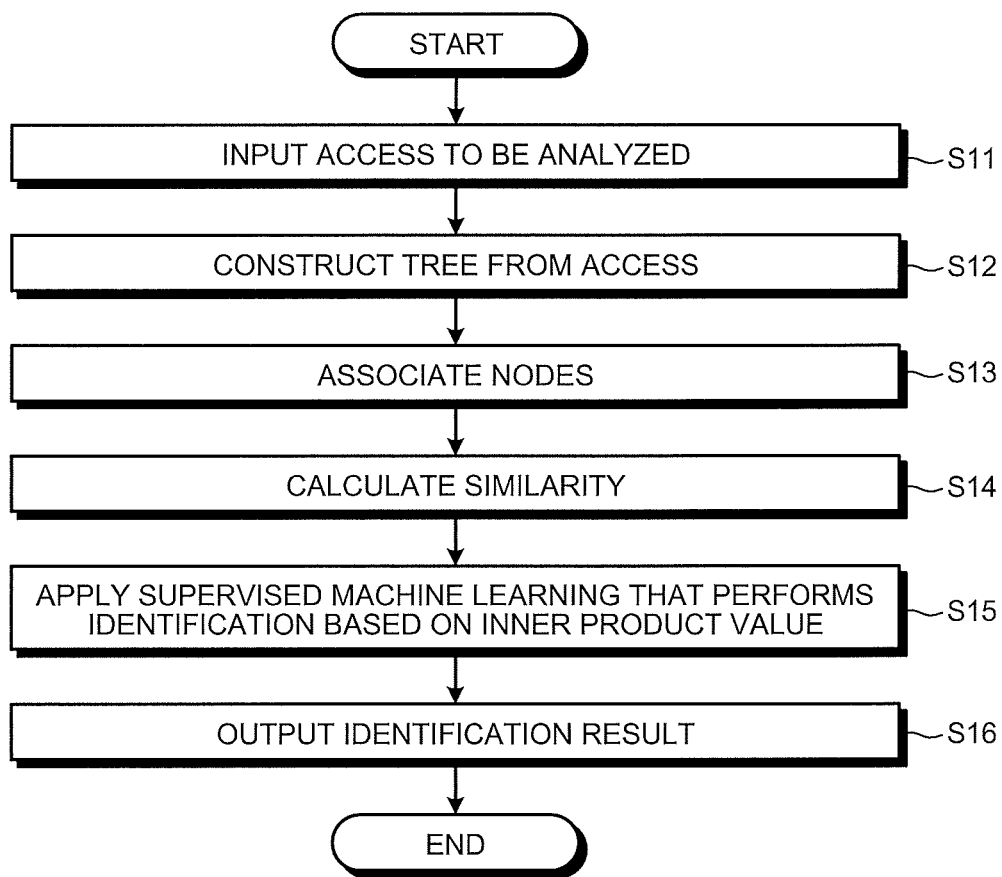 START
INPUT ACCESS TO BE ANALYZED
S11
CONSTRUCT TREE FROM ACCESS
S12
ASSOCIATE NODES
S13
CALCULATE SIMILARITY
S14
APPLY SUPERVISED MACHINE LEARNING THAT PERFORMS
IDENTIFICATION BASED ON INNER PRODUCT VALUE
S15
OUTPUT IDENTIFICATION RESULT
S16
END